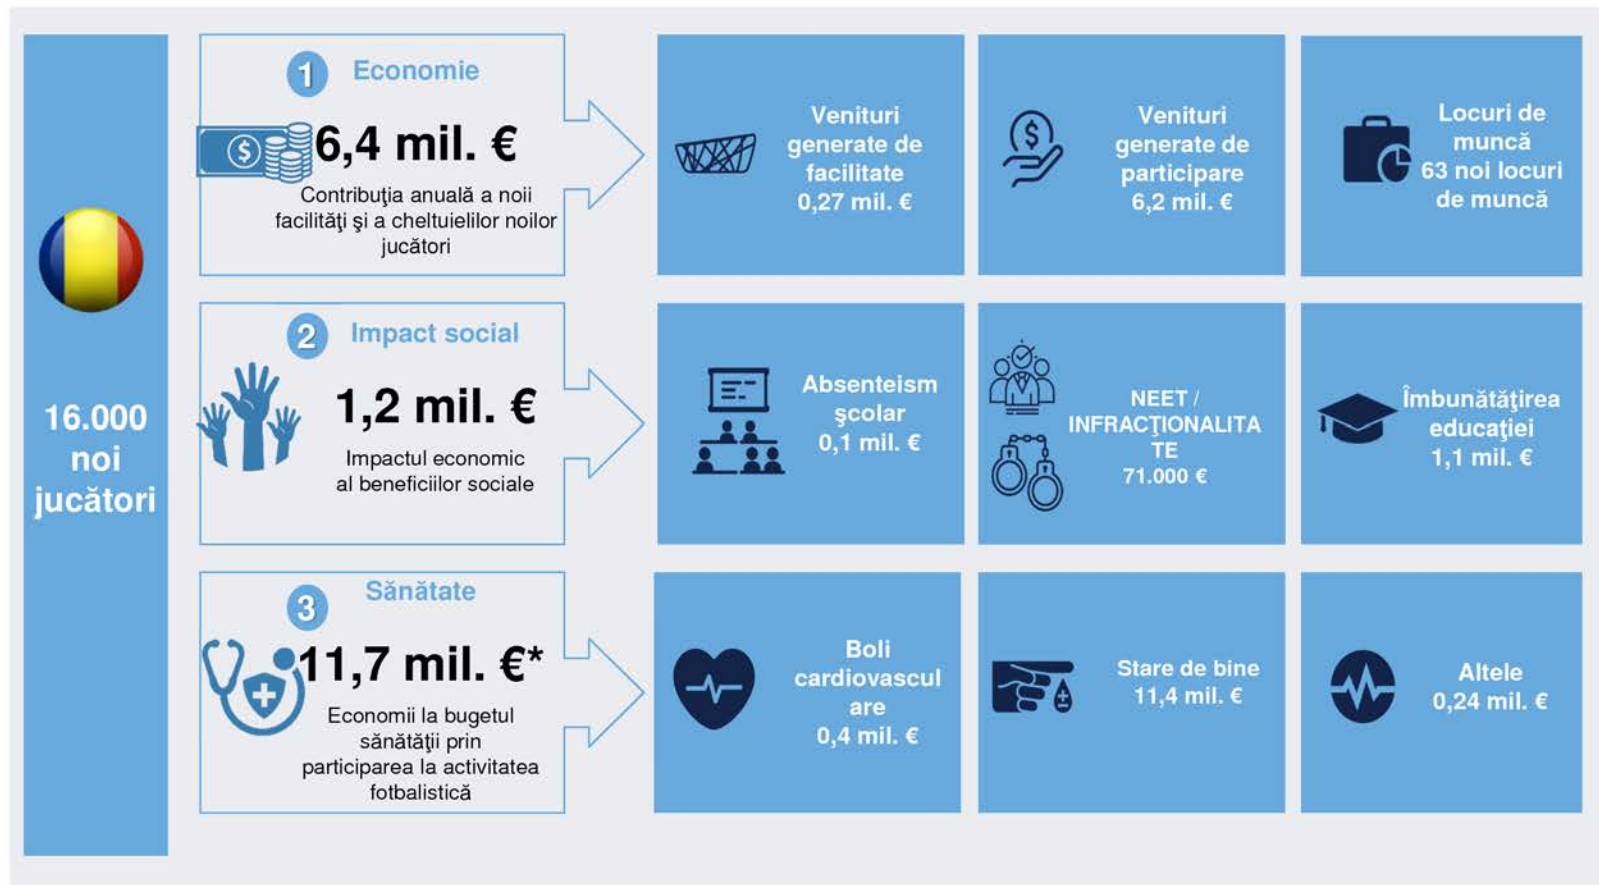 16.000
noi
jucători
1 Economie
6,4 mil. €
Contribuţia anuală a noii
facilităţi şi a cheltuielilor noilor
jucători
Venituri
generate de
facilitate
0,27 mil. €
Venituri
generate de
participare
6,2 mil. €
Locuri de
muncă
63 noi locuri
de muncă
2 Impact social
1,2 mil. €
Impactul economic
al beneficiilor sociale
Absenteism
şcolar
0,1 mil. €
NEET /
INFRACŢIONALITA
TE
71.000 €
Îmbunătăţirea
educaţiei
1,1 mil. €
3 Sănătate
11,7 mil. €*
Economii la bugetul
sănătăţii prin
participarea la activitatea
fotbalistică
Boli
cardiovascul
are
0,4 mil. €
Stare de bine
11,4 mil. €
Altele
0,24 mil. €